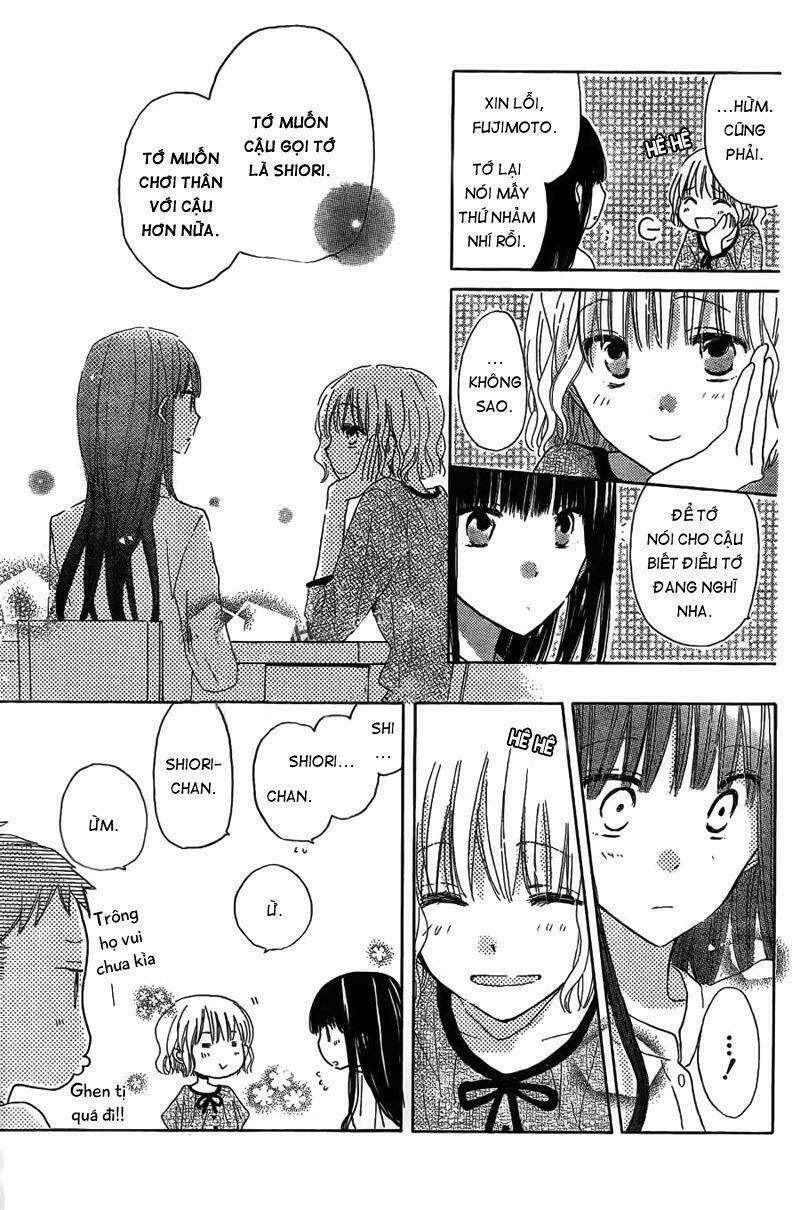 ...HỪM.
CŨNG
PHẢI.
HÊ HÊ
XIN LỖI,
FUJIMOTO.
TỚ LẠI
NÓI MẤY
THỨ NHẢM
NHÍ RỒI.
...
KHÔNG
SAO.
ĐỂ TỚ
NÓI CHO CẬU
BIẾT ĐIỀU TỚ
ĐANG NGHĨ
NHA.
TỚ MUỐN
CẬU GỌI TỚ
LÀ SHIORI.
TỚ MUỐN
CHƠI THÂN
VỚI CẬU
HƠN NỮA.
...!
HÊ HÊ
SHI
...
SHIORI...
CHAN.
Ừ.
SHIORI-
CHAN.
ỪM.
Trông
họ vui
chưa kìa
Ghen tị
quá đi!!